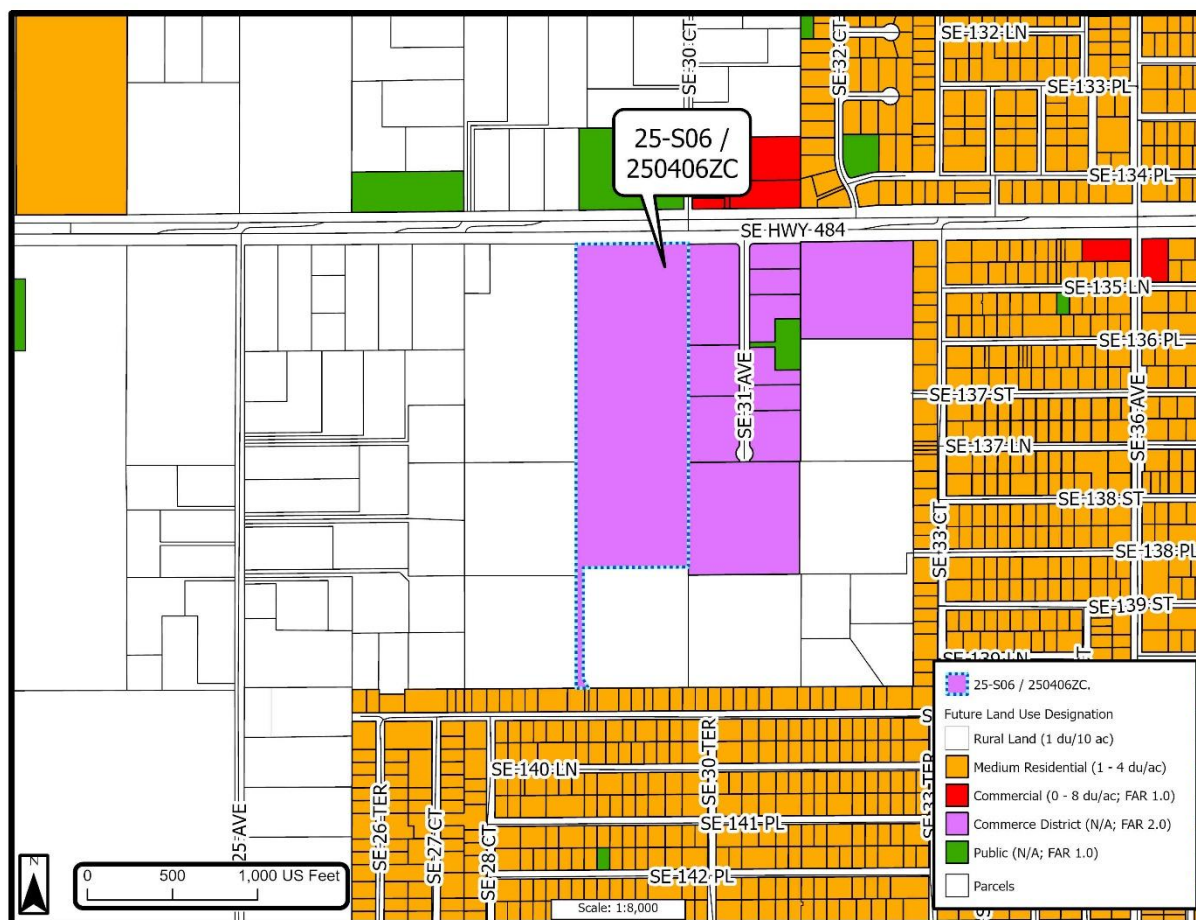 SE 30 CT
SE 32 CT
SE 132 LN
SE 133 PL
25-S06 /
250406ZC
SE 134 PL
SE HWY 484
SE 135 LN
SE 136 PL
SE 31 AVE
SE 137 ST
SE 36 AVE
SE 137 LN
SE 138 ST
SE 33 CT
SE 138 PL
SE 139 ST
SE 139 LN
SE 140 LN
SE 30 TER
SE 33 TER
25 AVE
SE 26 TER
SE 27 CT
SE 28 CT
SE 141 PL
SE 142 PL
N
0 500 1,000 US Feet
Scale: 1:8,000
25-S06 / 250406ZC.
Future Land Use Designation
Rural Land (1 du/10 ac)
Medium Residential (1 - 4 du/ac)
Commercial (0 - 8 du/ac; FAR 1.0)
Commerce District (N/A; FAR 2.0)
Public (N/A; FAR 1.0)
Parcels